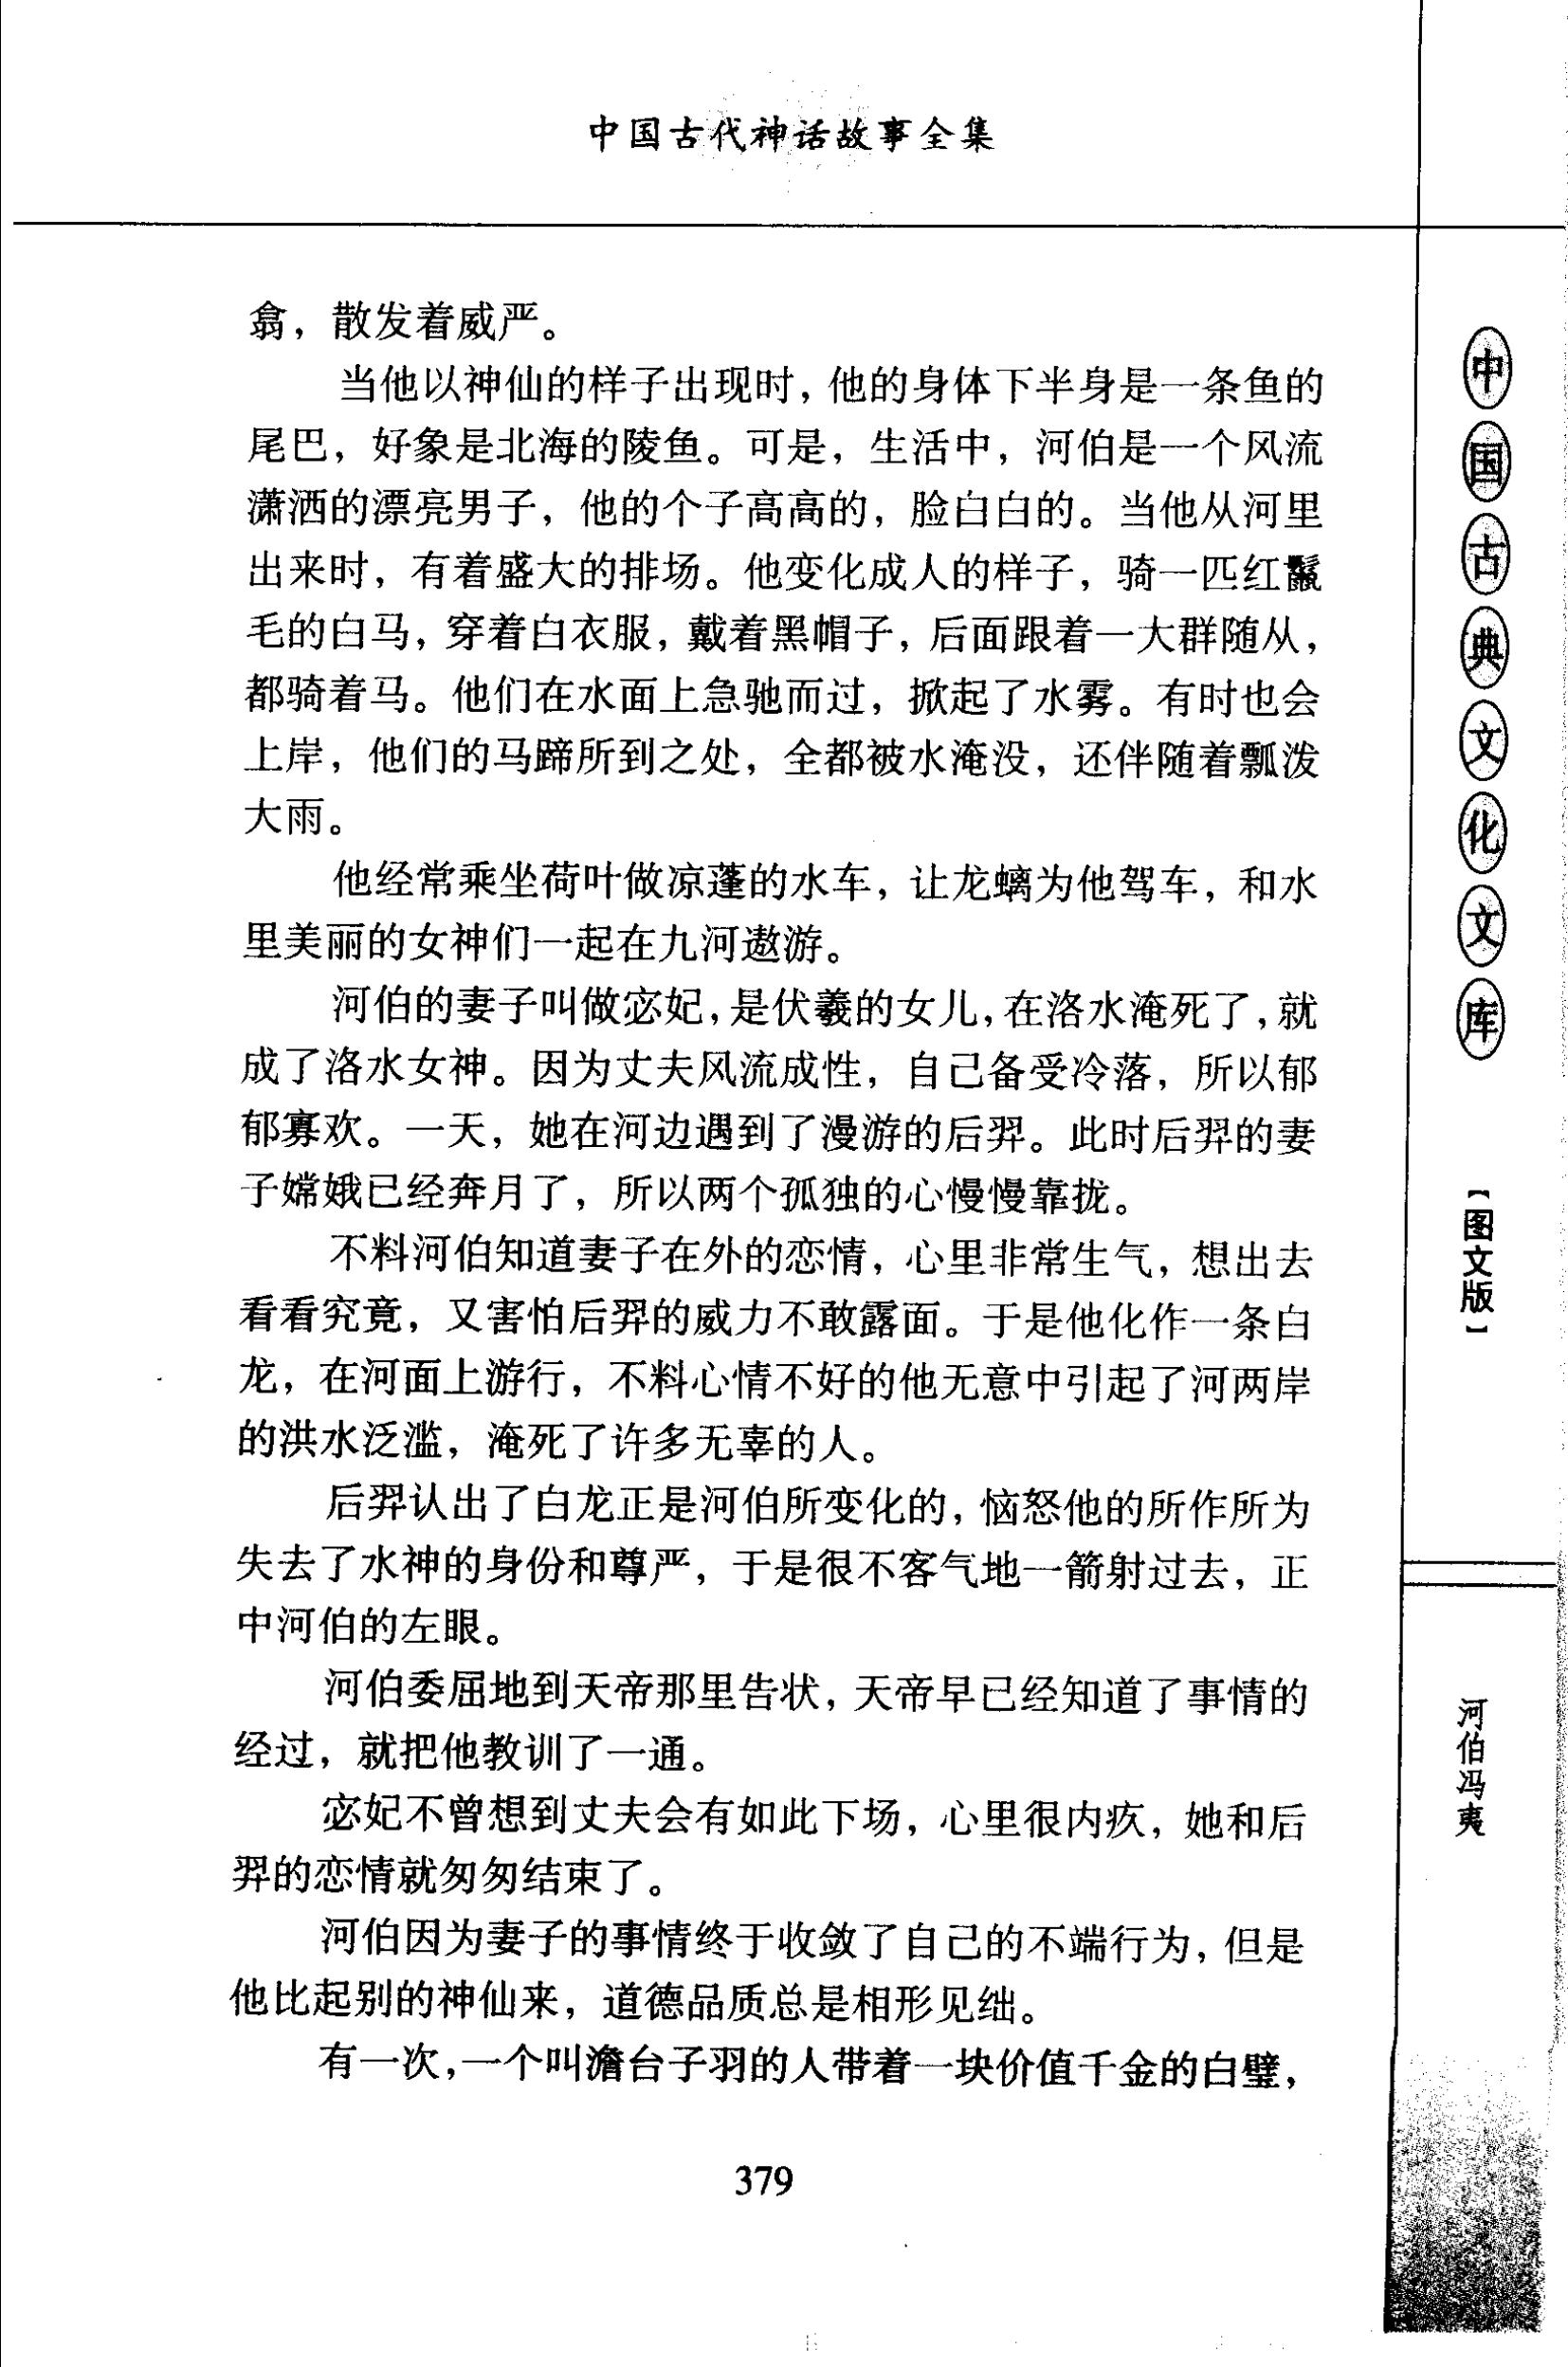 中国古代神话故事全集
翕，散发着威严。
当他以神仙的样子出现时，他的身体下半身是一条鱼的
尾巴，好象是北海的陵鱼。可是，生活中，河伯是一个风流
潇洒的漂亮男子，他的个子高高的，脸白白的。当他从河里
出来时，有着盛大的排场。他变化成人的样子，骑一匹红鬣
毛的白马，穿着白衣服，戴着黑帽子，后面跟着一大群随从，
都骑着马。他们在水面上急驰而过，掀起了水雾。有时也会
上岸，他们的马蹄所到之处，全都被水淹没，还伴随着瓢泼
大雨。
他经常乘坐荷叶做凉蓬的水车，让龙螭为他驾车，和水
里美丽的女神们一起在九河遨游。
河伯的妻子叫做宓妃，是伏羲的女儿，在洛水淹死了，就
成了洛水女神。因为丈夫风流成性，自己备受冷落，所以郁
郁寡欢。一天，她在河边遇到了漫游的后羿。此时后羿的妻
子嫦娥已经奔月了，所以两个孤独的心慢慢靠拢。
不料河伯知道妻子在外的恋情，心里非常生气，想出去
看看究竟，又害怕后羿的威力不敢露面。于是他化作一条白
龙，在河面上游行，不料心情不好的他无意中引起了河两岸
的洪水泛滥，淹死了许多无辜的人。
后羿认出了白龙正是河伯所变化的，恼怒他的所作所为
失去了水神的身份和尊严，于是很不客气地一箭射过去，正
中河伯的左眼。
河伯委屈地到天帝那里告状，天帝早已经知道了事情的
经过，就把他教训了一通。
宓妃不曾想到丈夫会有如此下场，心里很内疚，她和后
羿的恋情就匆匆结束了。
河伯因为妻子的事情终于收敛了自己的不端行为，但是
他比起别的神仙来，道德品质总是相形见绌。
有一次，一个叫澹台子羽的人带着一块价值千金的白璧，
379
中国古典文化文库
【图文版】
河伯冯夷